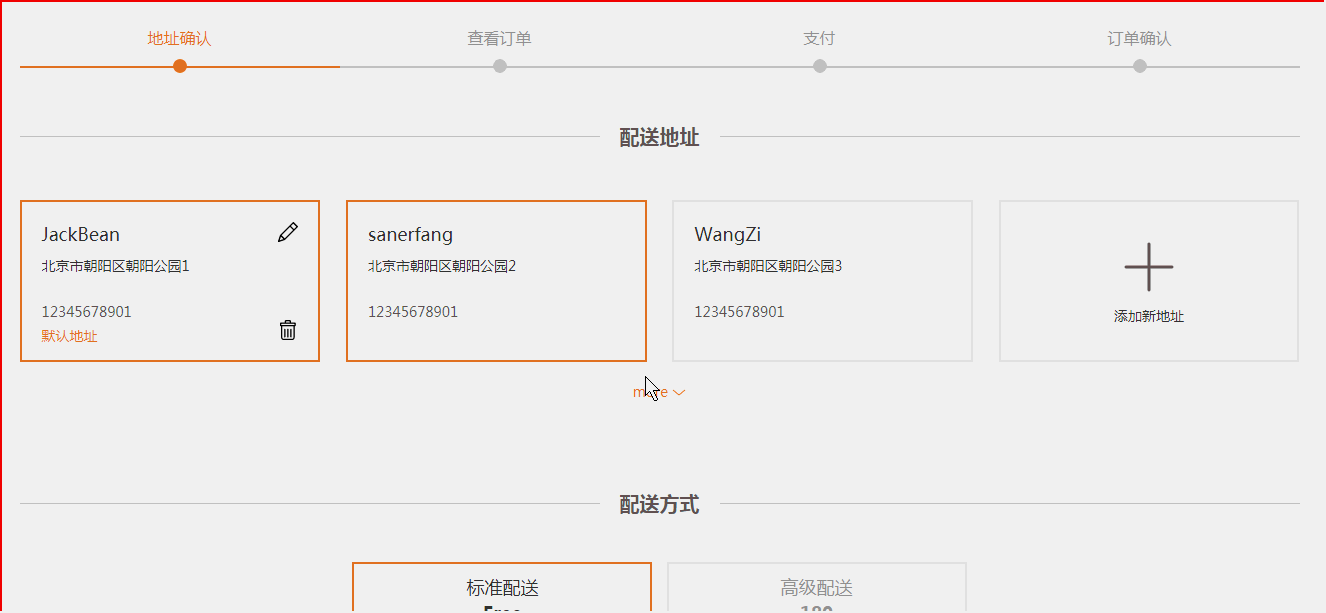 地址确认 查看订单 支付 订单确认
配送地址
JackBean
北京市朝阳区朝阳公园1
12345678901
默认地址
sanerfang
北京市朝阳区朝阳公园2
12345678901
WangZi
北京市朝阳区朝阳公园3
12345678901
添加新地址
配送方式
标准配送
Free
高级配送
180